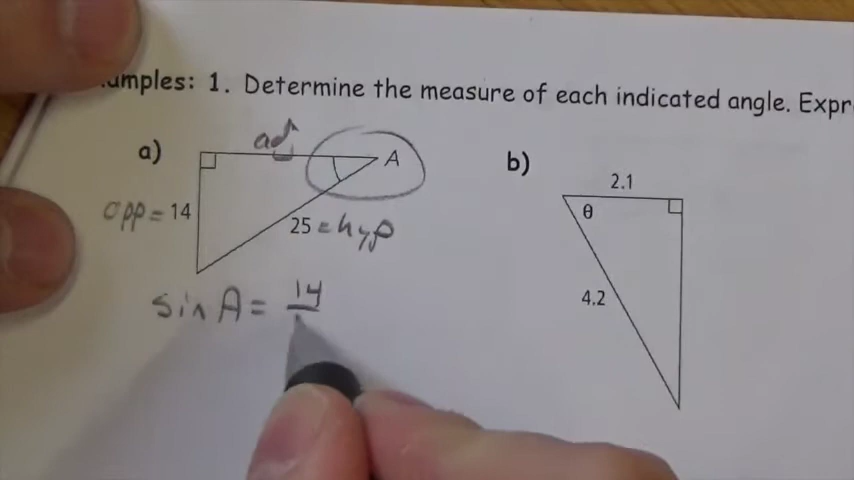 amples: 1. Determine the measure of each indicated angle. Expr
a) adj A
opp = 14
25 = hyp
sin A = 14
b)
2.1
θ
4.2